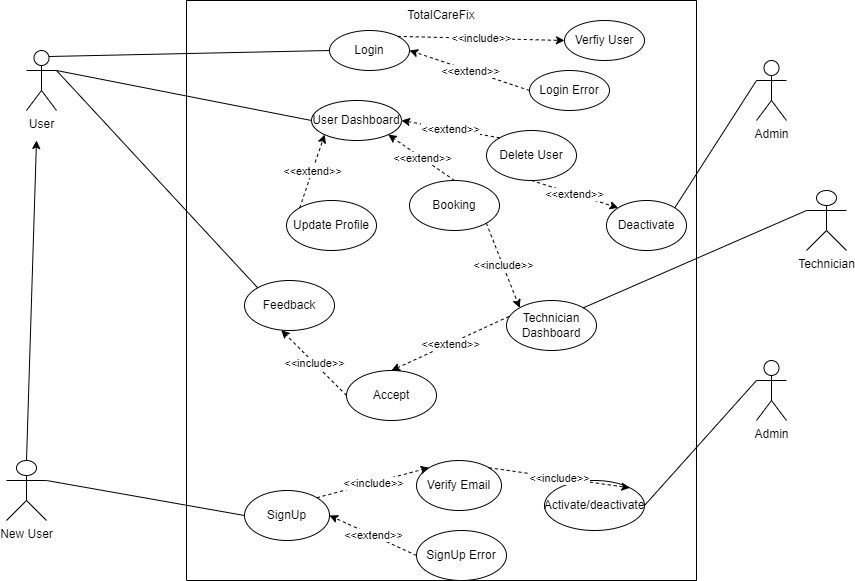 TotalCareFix
Login
<<include>>
Verfiy User
<<extend>>
Login Error
User
User Dashboard
<<extend>>
Delete User
Admin
<<extend>>
<<extend>>
<<extend>>
Update Profile
Booking
Deactivate
<<include>>
Technician
Feedback
Technician
Dashboard
<<extend>>
<<include>>
Accept
Admin
New User
SignUp
<<include>>
Verify Email
<<include>>
Activate/deactivate
<<extend>>
SignUp Error